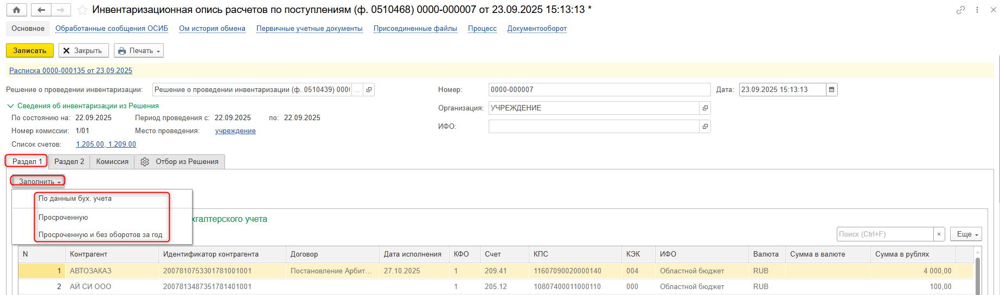 Инвентаризационная опись расчетов по поступлениям (ф. 0510468) 0000-000007 от 23.09.2025 15:13:13 *
Основное Обработанные сообщения ОСИБ Ом история обмена Первичные учетные документы Присоединенные файлы Процесс Документооборот
Записать Закрыть Печать
Расписка 0000-000135 от 23.09.2025
Решение о проведении инвентаризации: Решение о проведении инвентаризации (ф. 0510439) 000 ... Номер: 0000-000007 Дата: 23.09.2025 15:13:13
Сведения об инвентаризации из Решения Организация: УЧРЕЖДЕНИЕ
По состоянию на: 22.09.2025 Период проведения с: 22.09.2025 по: 22.09.2025
Номер комиссии: 1/01 Место проведения: учреждение ИФО:
Список счетов: 1.205.00, 1.209.00
Раздел 1 Раздел 2 Комиссия Отбор из Решения
Заполнить
По данным бух. учета
Просроченную хгалтерского учета
Просроченную и без оборотов за год Поиск (Ctrl+F) × Еще
N Контрагент Идентификатор контрагента Договор Дата исполнения КФО Счет КПС КЭК ИФО Валюта Сумма в валюте Сумма в рублях
1 АВТОЗАКАЗ 2007810753301781001001 Постановление Арбит... 27.10.2025 1 209.41 11607090020000140 004 Областной бюджет RUB 4 000,00
2 АЙ СИ ООО 2007813487351781401001 1 205.12 10807400011000110 000 Областной бюджет RUB 100,00